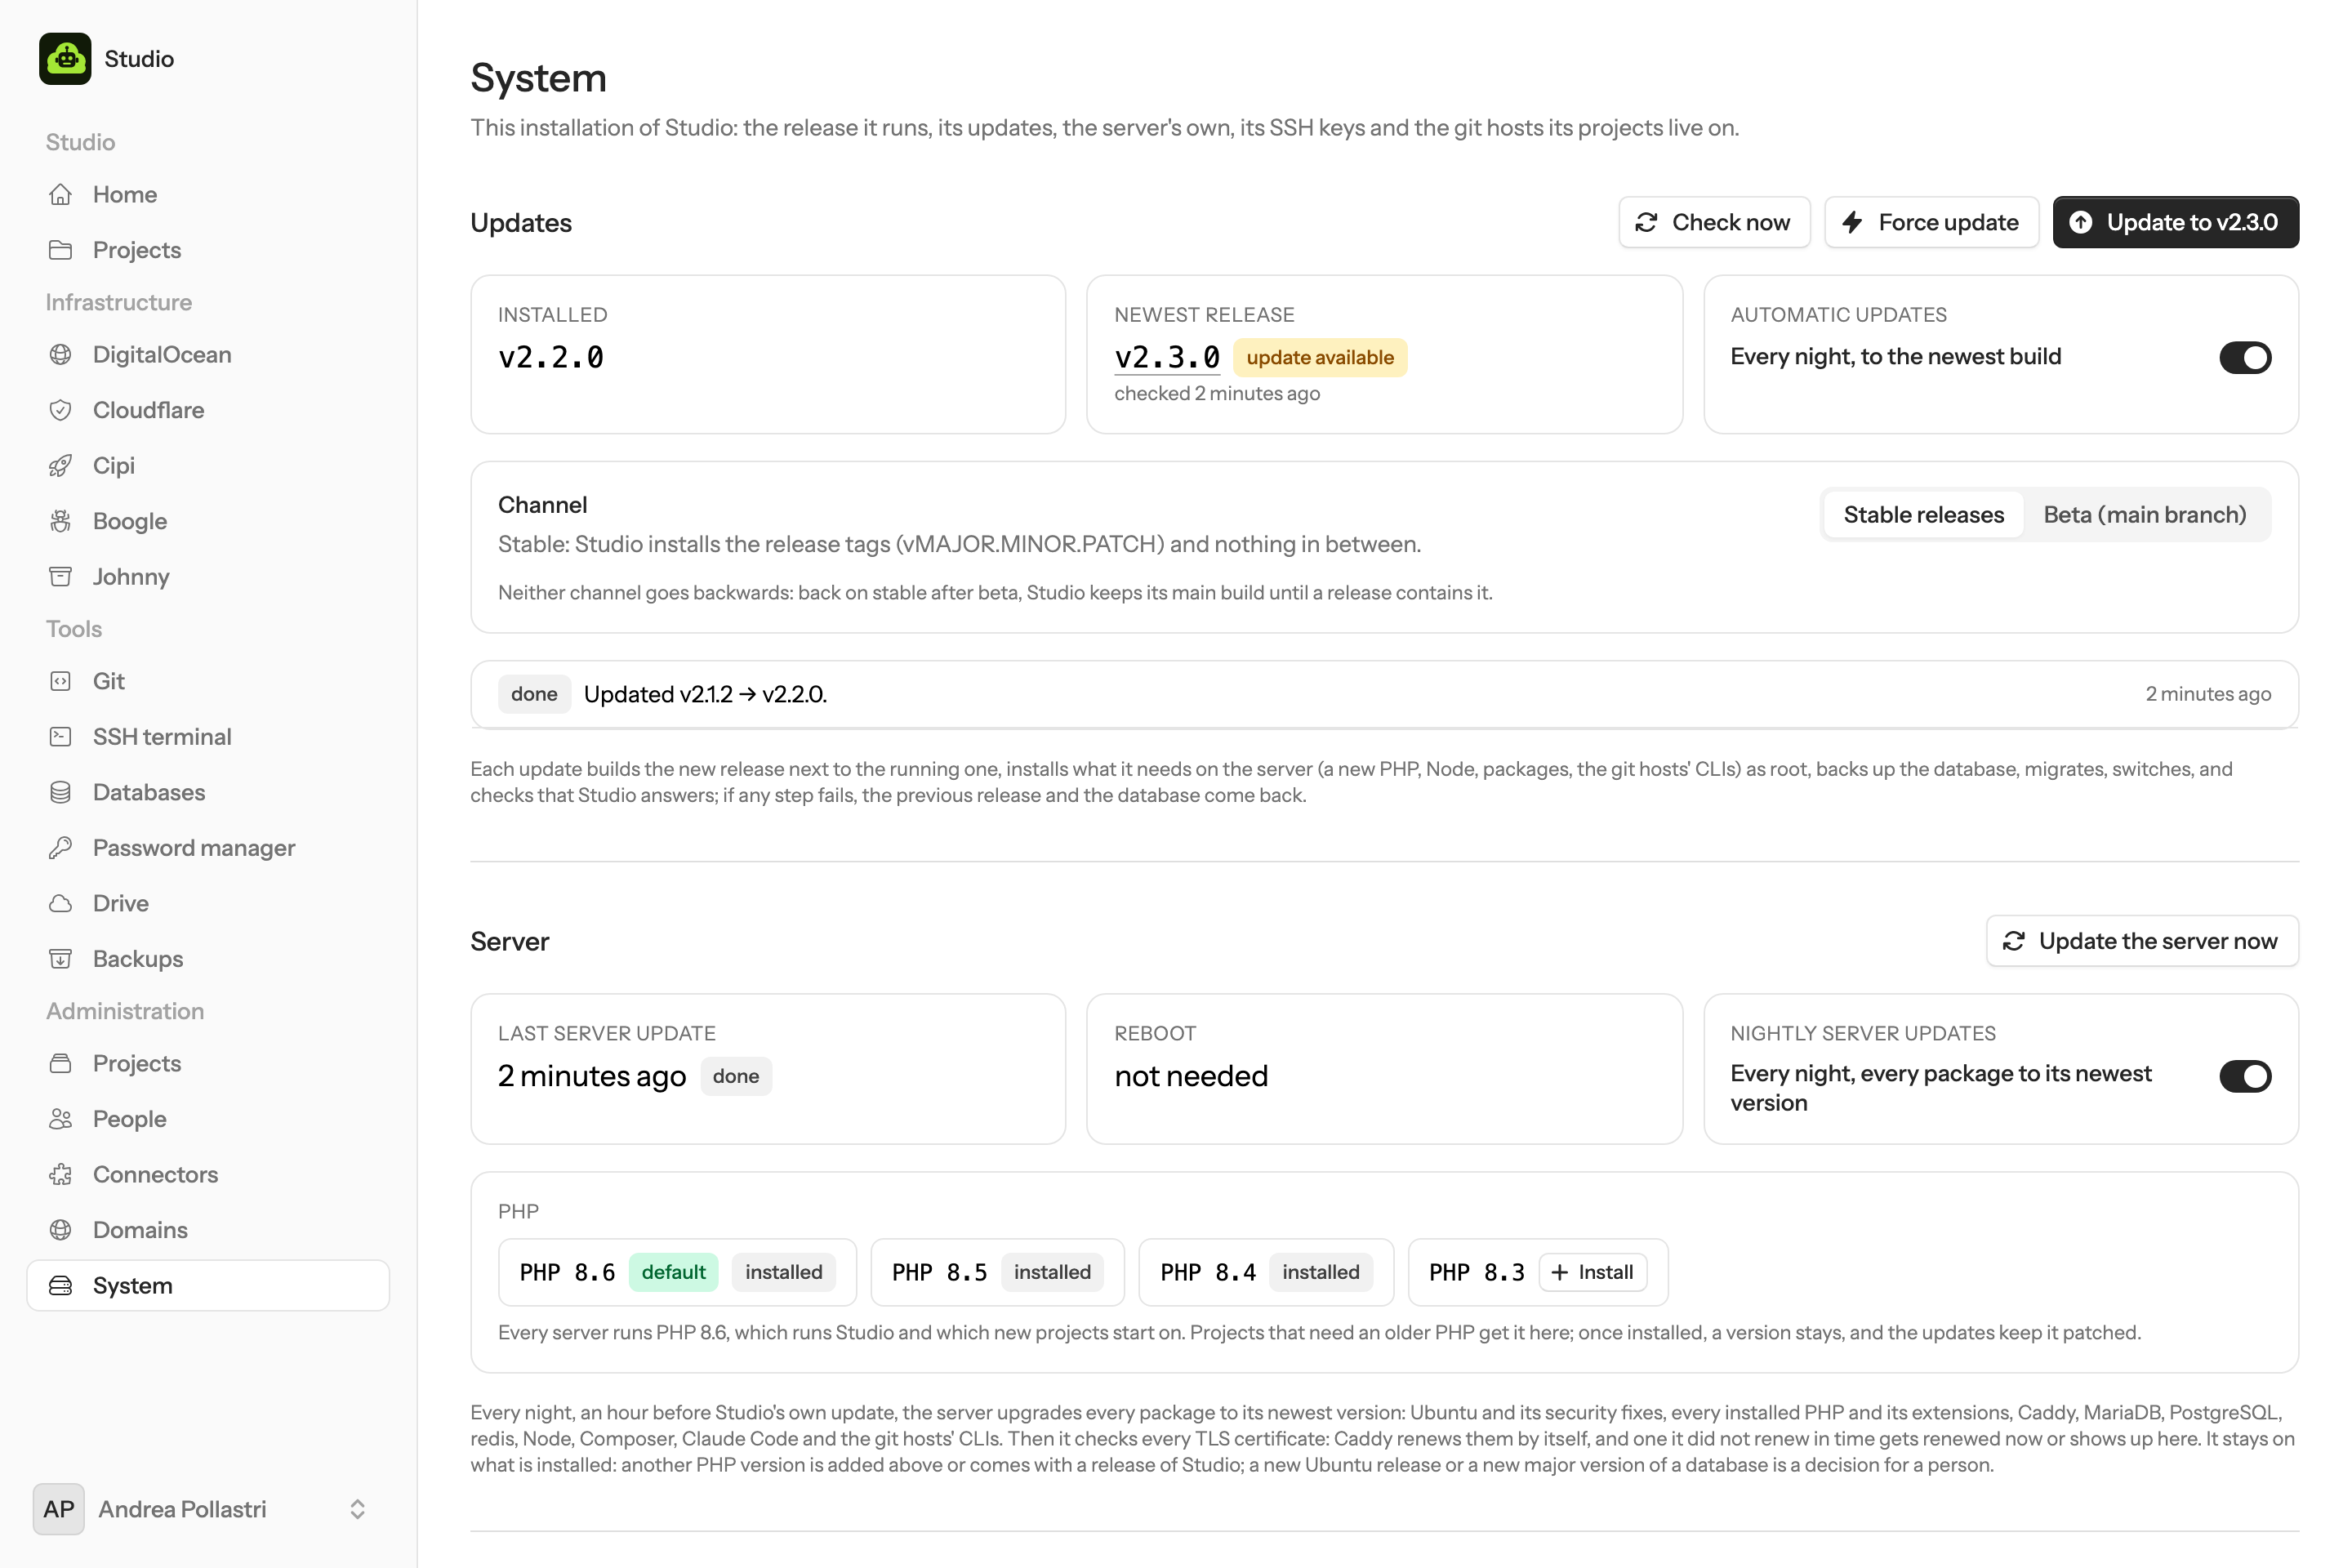 Studio
Studio
Home
Projects
Infrastructure
DigitalOcean
Cloudflare
Cipi
Boogle
Johnny
Tools
Git
SSH terminal
Databases
Password manager
Drive
Backups
Administration
Projects
People
Connectors
Domains
System
AP Andrea Pollastri
System
This installation of Studio: the release it runs, its updates, the server's own, its SSH keys and the git hosts its projects live on.
Updates
Check now
Force update
Update to v2.3.0
INSTALLED
v2.2.0
NEWEST RELEASE
v2.3.0 update available
checked 2 minutes ago
AUTOMATIC UPDATES
Every night, to the newest build
Channel
Stable: Studio installs the release tags (vMAJOR.MINOR.PATCH) and nothing in between.
Neither channel goes backwards: back on stable after beta, Studio keeps its main build until a release contains it.
Stable releases
Beta (main branch)
done Updated v2.1.2 → v2.2.0. 2 minutes ago
Each update builds the new release next to the running one, installs what it needs on the server (a new PHP, Node, packages, the git hosts' CLIs) as root, backs up the database, migrates, switches, and
checks that Studio answers; if any step fails, the previous release and the database come back.
Server
Update the server now
LAST SERVER UPDATE
2 minutes ago done
REBOOT
not needed
NIGHTLY SERVER UPDATES
Every night, every package to its newest
version
PHP
PHP 8.6 default installed
PHP 8.5 installed
PHP 8.4 installed
PHP 8.3 + Install
Every server runs PHP 8.6, which runs Studio and which new projects start on. Projects that need an older PHP get it here; once installed, a version stays, and the updates keep it patched.
Every night, an hour before Studio's own update, the server upgrades every package to its newest version: Ubuntu and its security fixes, every installed PHP and its extensions, Caddy, MariaDB, PostgreSQL,
redis, Node, Composer, Claude Code and the git hosts' CLIs. Then it checks every TLS certificate: Caddy renews them by itself, and one it did not renew in time gets renewed now or shows up here. It stays on
what is installed: another PHP version is added above or comes with a release of Studio; a new Ubuntu release or a new major version of a database is a decision for a person.